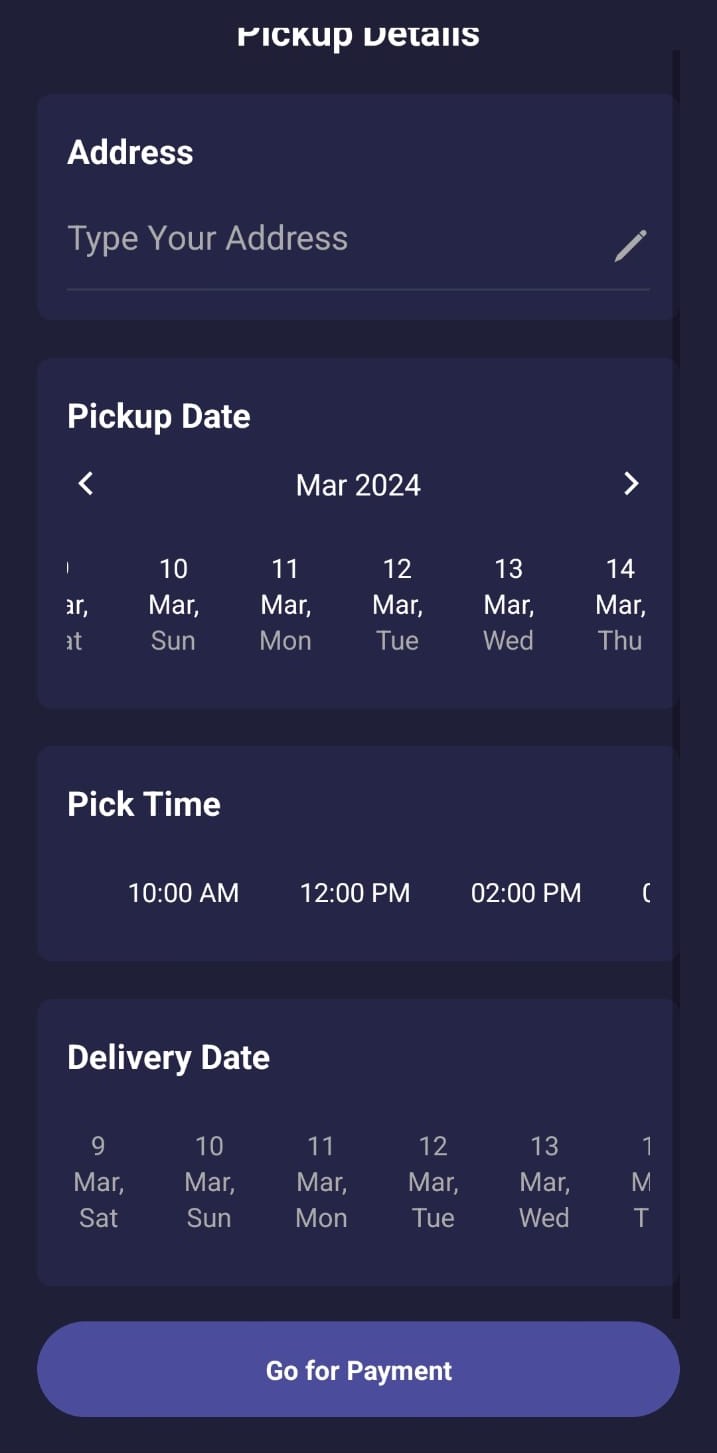 Pickup Details
Address
Type Your Address
Pickup Date
Mar 2024
10 11 12 13 14
ar, Mar, Mar, Mar, Mar, Mar,
at Sun Mon Tue Wed Thu
Pick Time
10:00 AM 12:00 PM 02:00 PM
Delivery Date
9 10 11 12 13 1
Mar, Mar, Mar, Mar, Mar, M
Sat Sun Mon Tue Wed T
Go for Payment